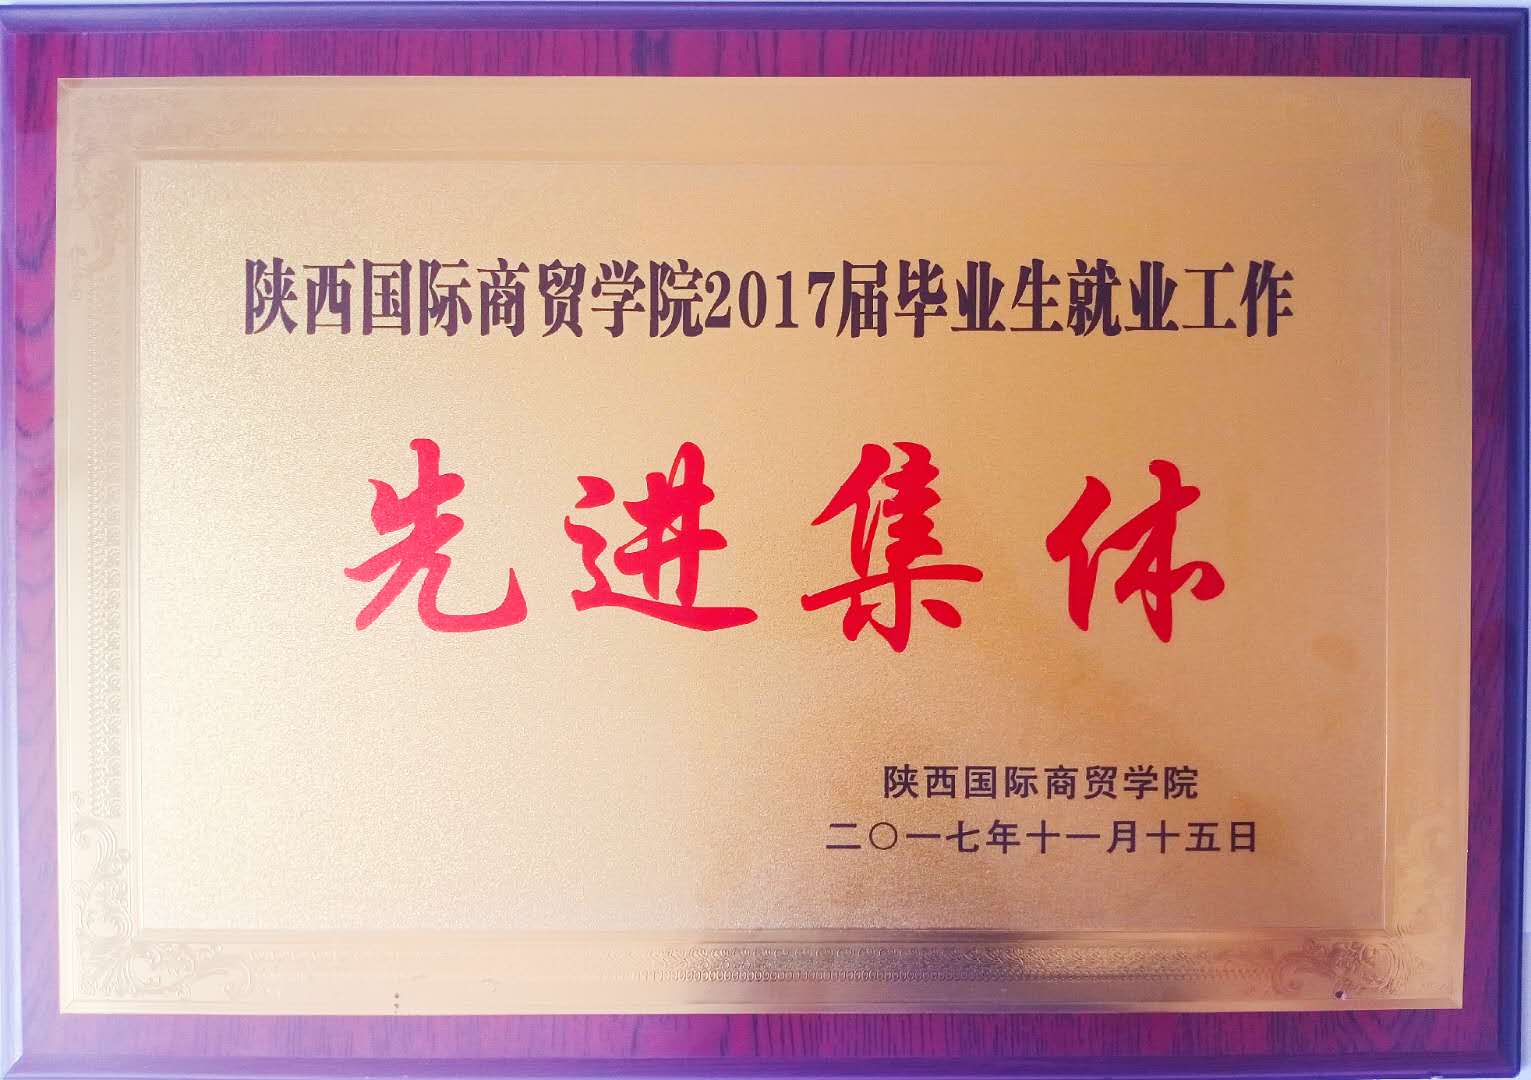 陕西国际商贸学院2017届毕业生就业工作
先进集体
陕西国际商贸学院
二〇一七年十一月十五日